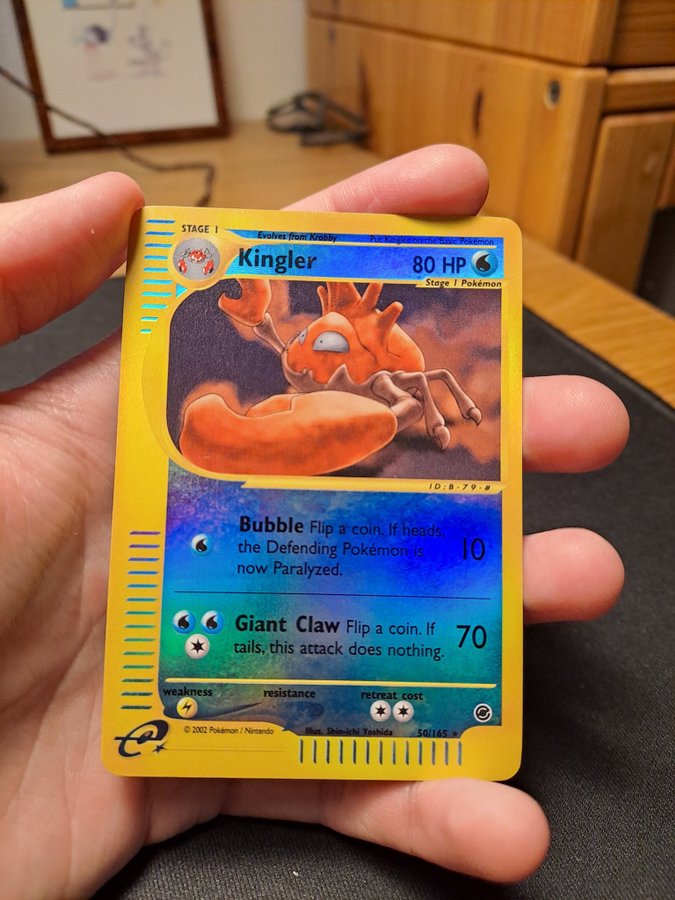 STAGE 1
Evolves from Krabby Put Kingler on the Basic Pokémon
Kingler 80 HP
Stage 1 Pokémon
ID:B-79-#
Bubble Flip a coin. If heads,
the Defending Pokémon is
now Paralyzed.
10
Giant Claw Flip a coin. If
tails, this attack does nothing.
70
weakness resistance retreat cost
© 2002 Pokémon / Nintendo
Illus. Shin-ichi Yoshida
50/165 ★
e